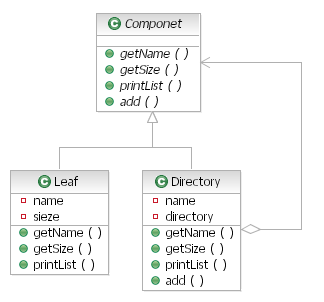 Componet
getName ( )
getSize ( )
printList ( )
add ( )
Leaf
name
sieze
getName ( )
getSize ( )
printList ( )
Directory
name
directory
getName ( )
getSize ( )
printList ( )
add ( )